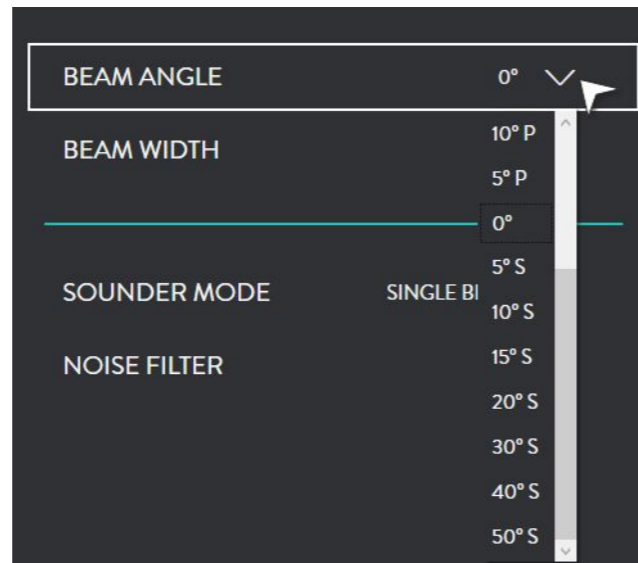 BEAM ANGLE 0°
10° P
BEAM WIDTH
5° P
0°
5° S
SOUNDER MODE SINGLE
10° S
15° S
NOISE FILTER
20° S
30° S
40° S
50° S